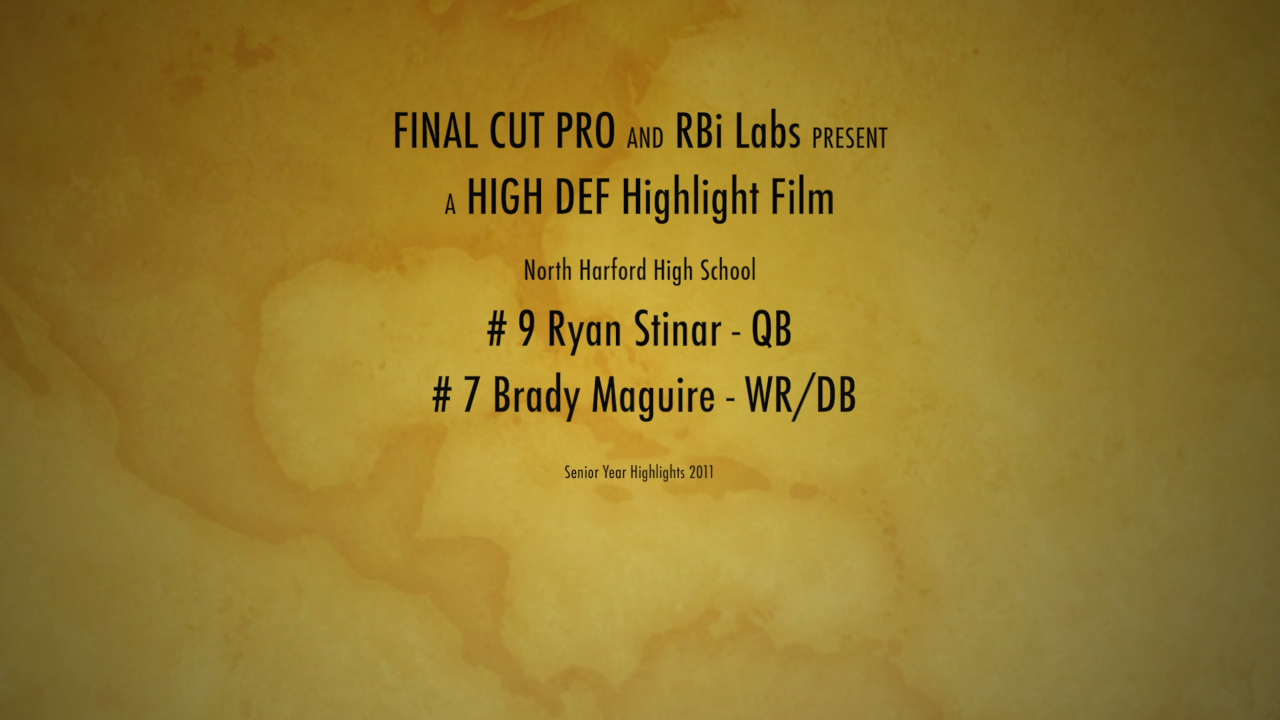 FINAL CUT PRO AND RBi Labs PRESENT
A HIGH DEF Highlight Film
North Harford High School
# 9 Ryan Stinar - QB
# 7 Brady Maguire - WR/DB
Senior Year Highlights 2011